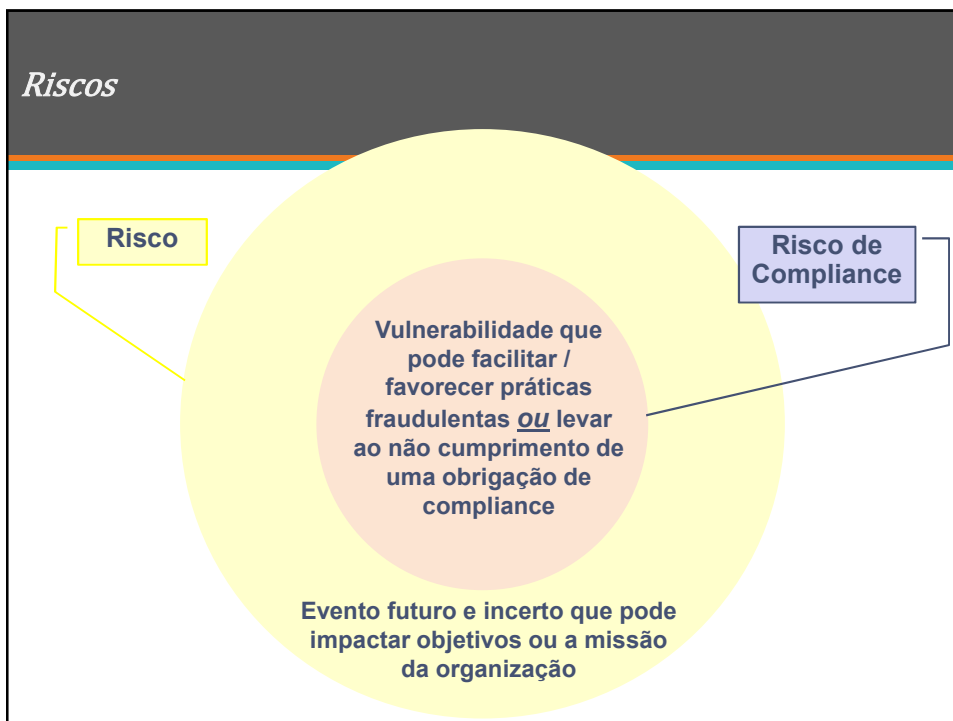 Riscos
Risco
Risco de
Compliance
Vulnerabilidade que
pode facilitar /
favorecer práticas
fraudulentas ou levar
ao não cumprimento de
uma obrigação de
compliance
Evento futuro e incerto que pode
impactar objetivos ou a missão
da organização